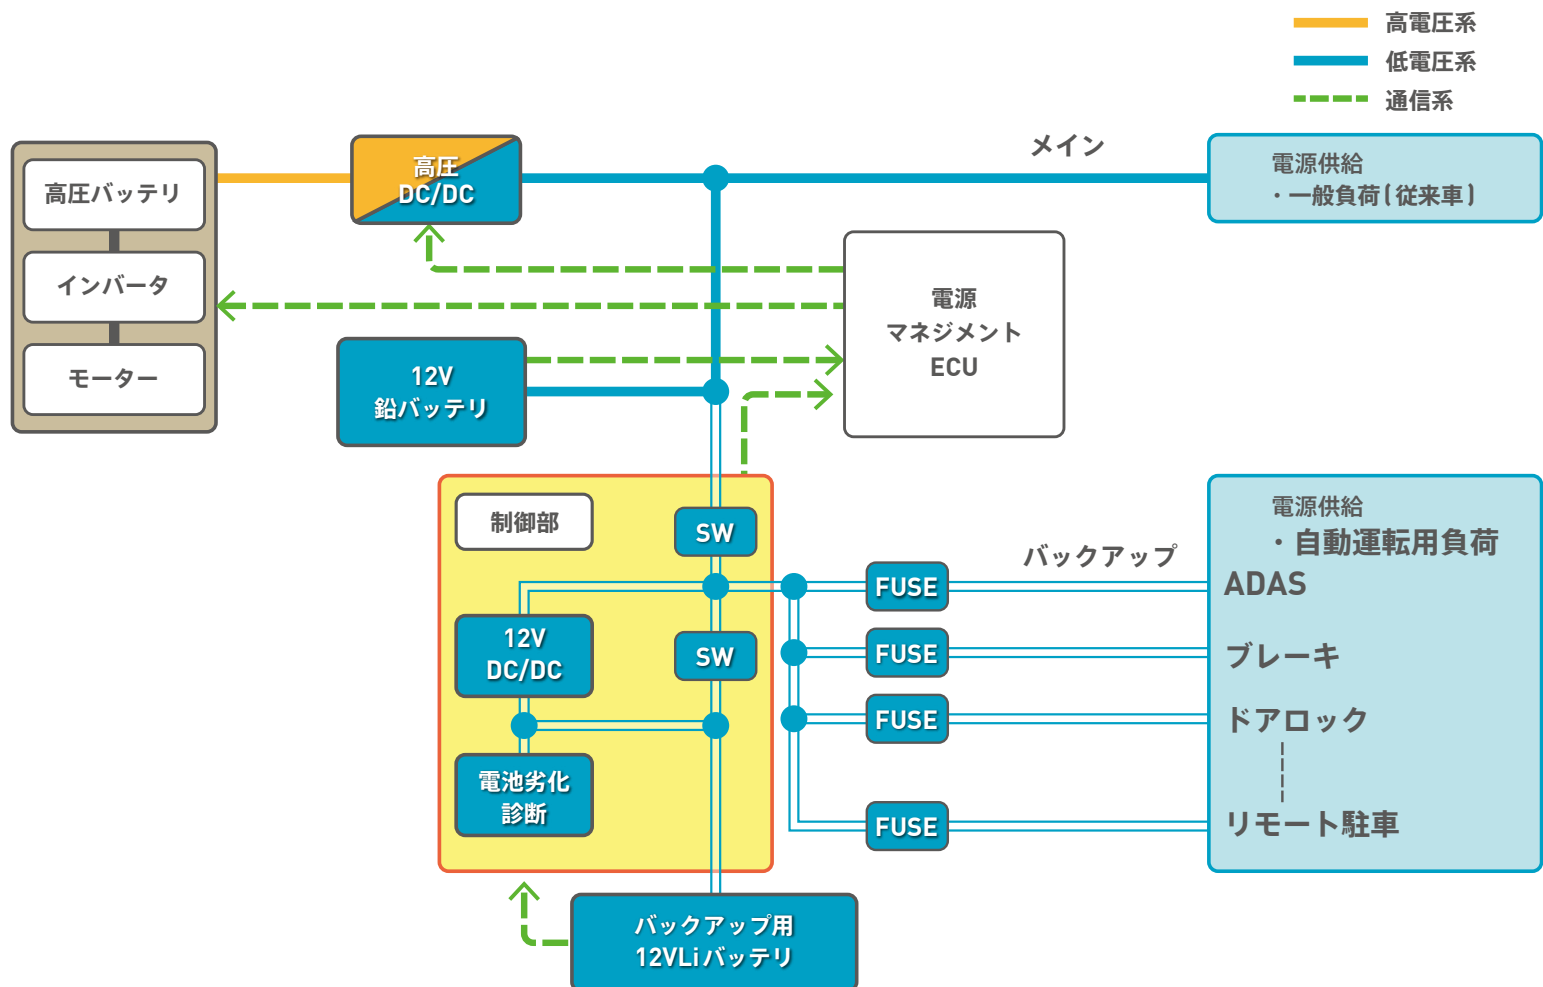 高電圧系
低電圧系
通信系
高圧バッテリ
インバータ
モーター
高圧
DC/DC
メイン
電源供給
・一般負荷(従来車)
電源
マネジメント
ECU
12V
鉛バッテリ
制御部
SW
12V
DC/DC
SW
電池劣化
診断
バックアップ
FUSE
FUSE
FUSE
FUSE
電源供給
・自動運転用負荷
ADAS
ブレーキ
ドアロック
リモート駐車
バックアップ用
12VLiバッテリ